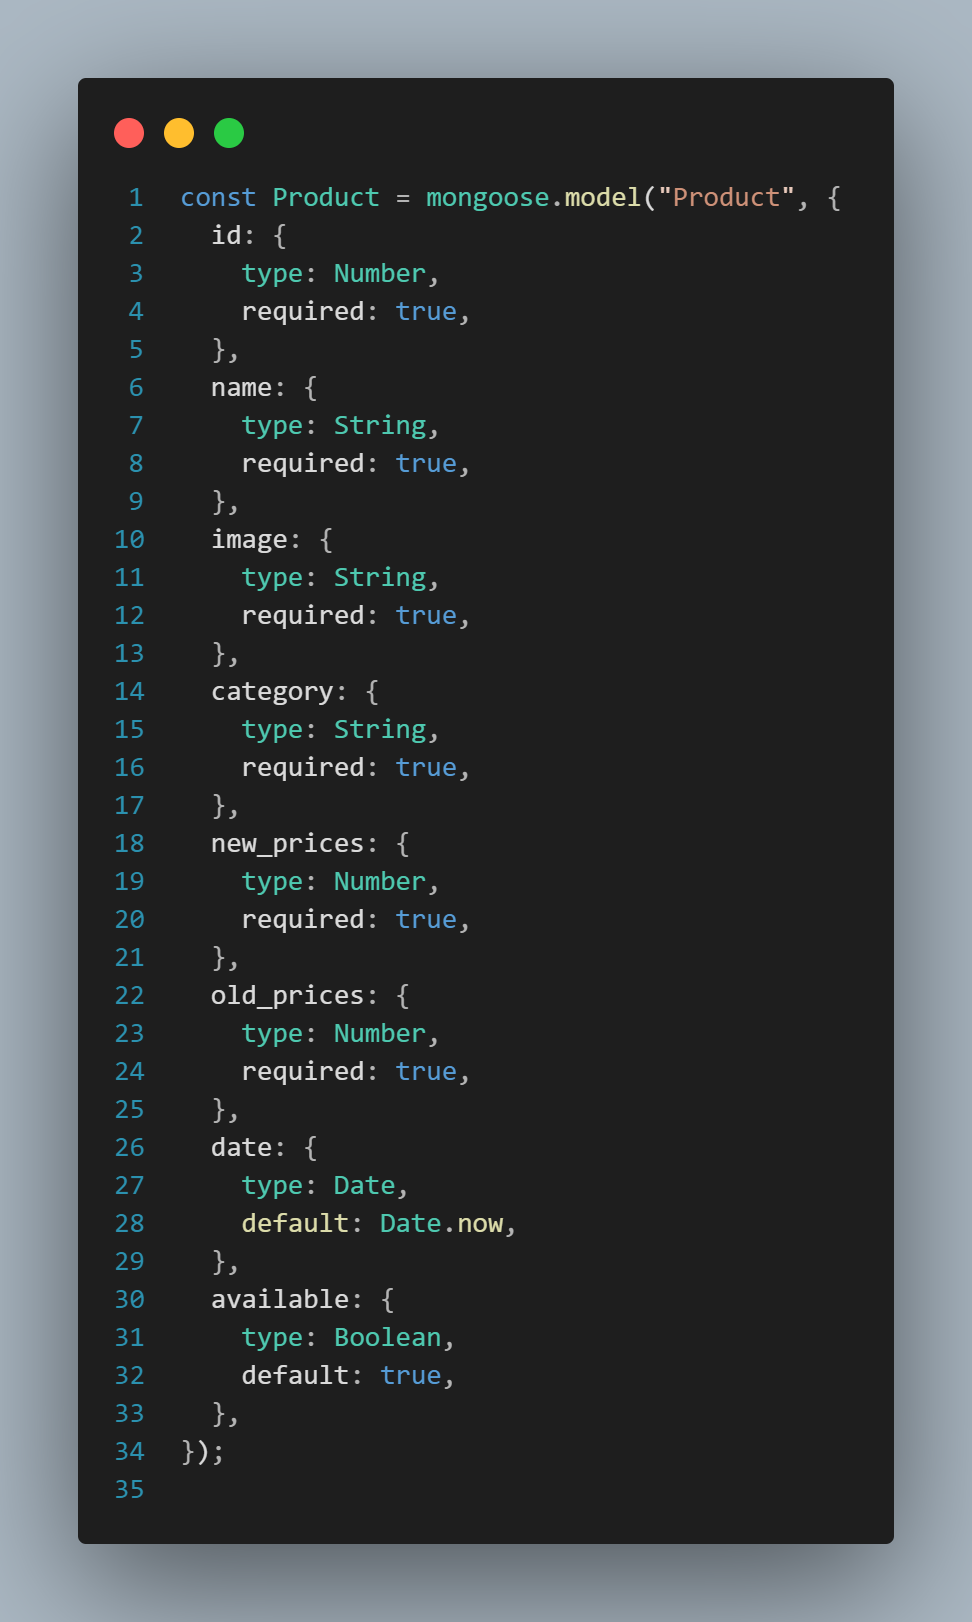 1 const Product = mongoose.model("Product", {
2   id: {
3     type: Number,
4     required: true,
5   },
6   name: {
7     type: String,
8     required: true,
9   },
10   image: {
11     type: String,
12     required: true,
13   },
14   category: {
15     type: String,
16     required: true,
17   },
18   new_prices: {
19     type: Number,
20     required: true,
21   },
22   old_prices: {
23     type: Number,
24     required: true,
25   },
26   date: {
27     type: Date,
28     default: Date.now,
29   },
30   available: {
31     type: Boolean,
32     default: true,
33   },
34 });
35